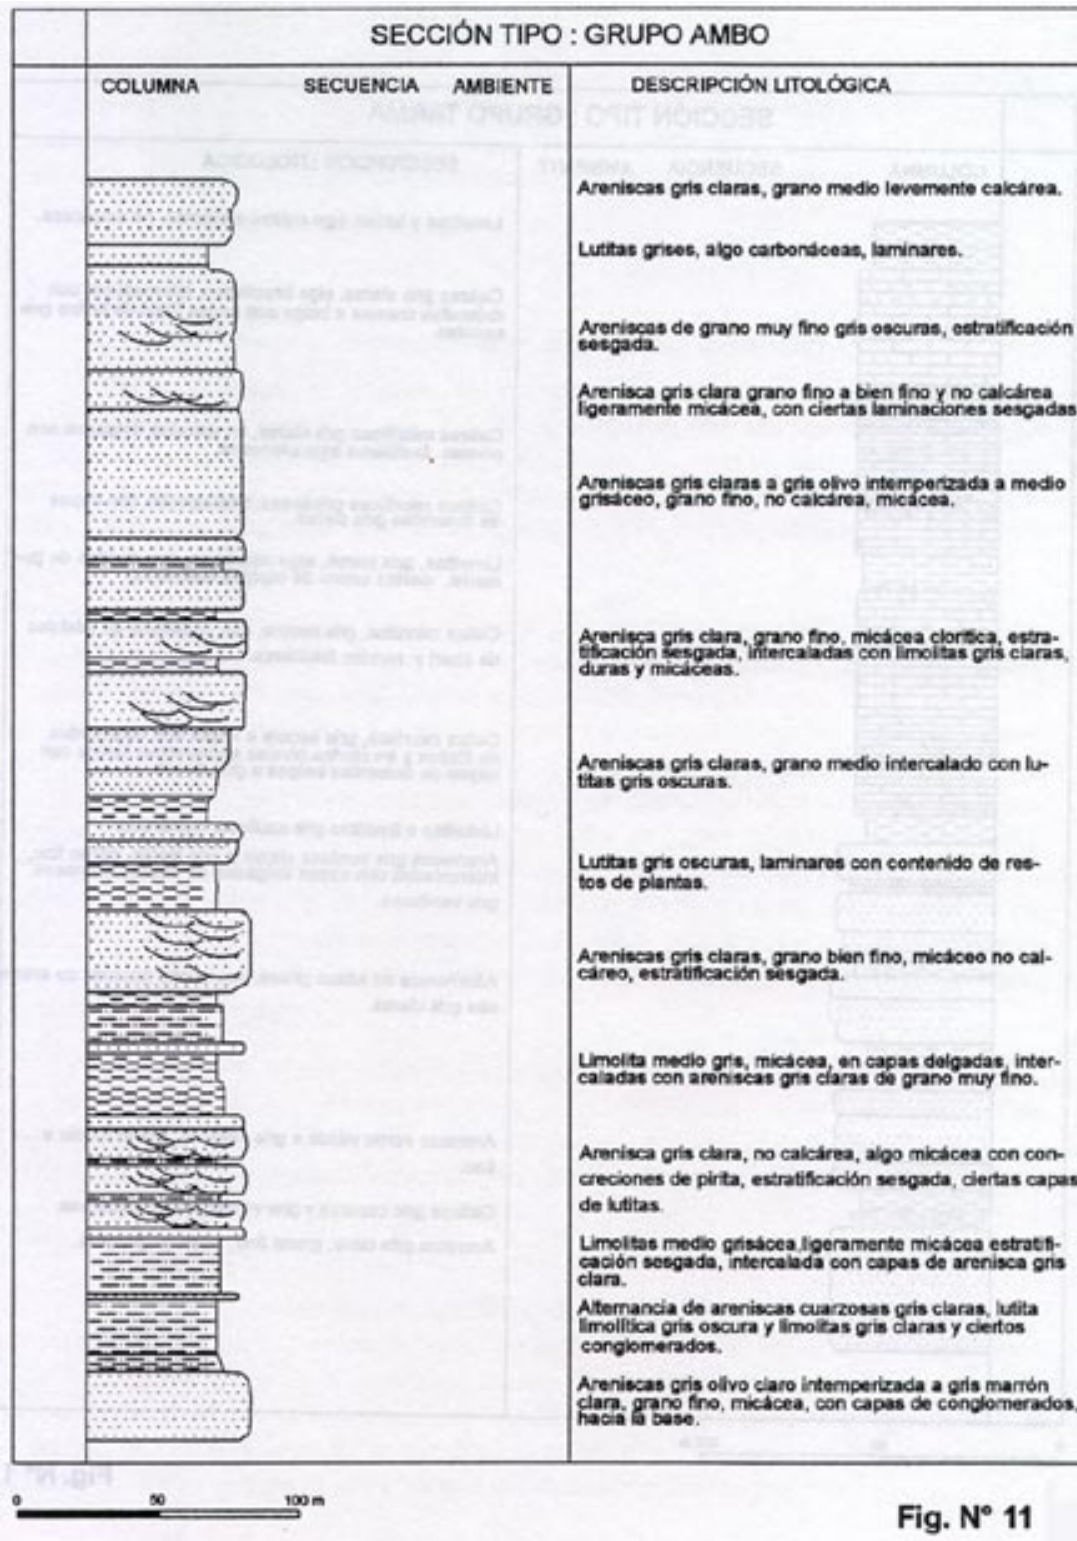 SECCIÓN TIPO : GRUPO AMBO
COLUMNA SECUENCIA AMBIENTE DESCRIPCIÓN LITOLÓGICA
Areniscas gris claras, grano medio levemente calcárea.
Lutitas grises, algo carbonáceas, laminares.
Areniscas de grano muy fino gris oscuras, estratificación
sesgada.
Arenisca gris clara grano fino a bien fino y no calcárea
ligeramente micácea, con ciertas laminaciones sesgadas
Areniscas gris claras a gris olivo intemperizada a medio
grisáceo, grano fino, no calcárea, micácea.
Arenisca gris clara, grano fino, micácea clorítica, estra-
tificación sesgada, intercaladas con limolitas gris claras,
duras y micáceas.
Areniscas gris claras, grano medio intercalado con lu-
titas gris oscuras.
Lutitas gris oscuras, laminares con contenido de res-
tos de plantas.
Areniscas gris claras, grano bien fino, micáceo no cal-
cáreo, estratificación sesgada.
Limolita medio gris, micácea, en capas delgadas, inter-
caladas con areniscas gris claras de grano muy fino.
Arenisca gris clara, no calcárea, algo micácea con con-
creciones de pirita, estratificación sesgada, ciertas capas
de lutitas.
Limolitas medio grisácea,ligeramente micácea estratifi-
cación sesgada, intercalada con capas de arenisca gris
clara.
Alternancia de areniscas cuarzosas gris claras, lutita
limolítica gris oscura y limolitas gris claras y ciertos
conglomerados.
Areniscas gris olivo claro intemperizada a gris marrón
clara, grano fino, micácea, con capas de conglomerados,
hacia la base.
0 50 100 m
Fig. N° 11